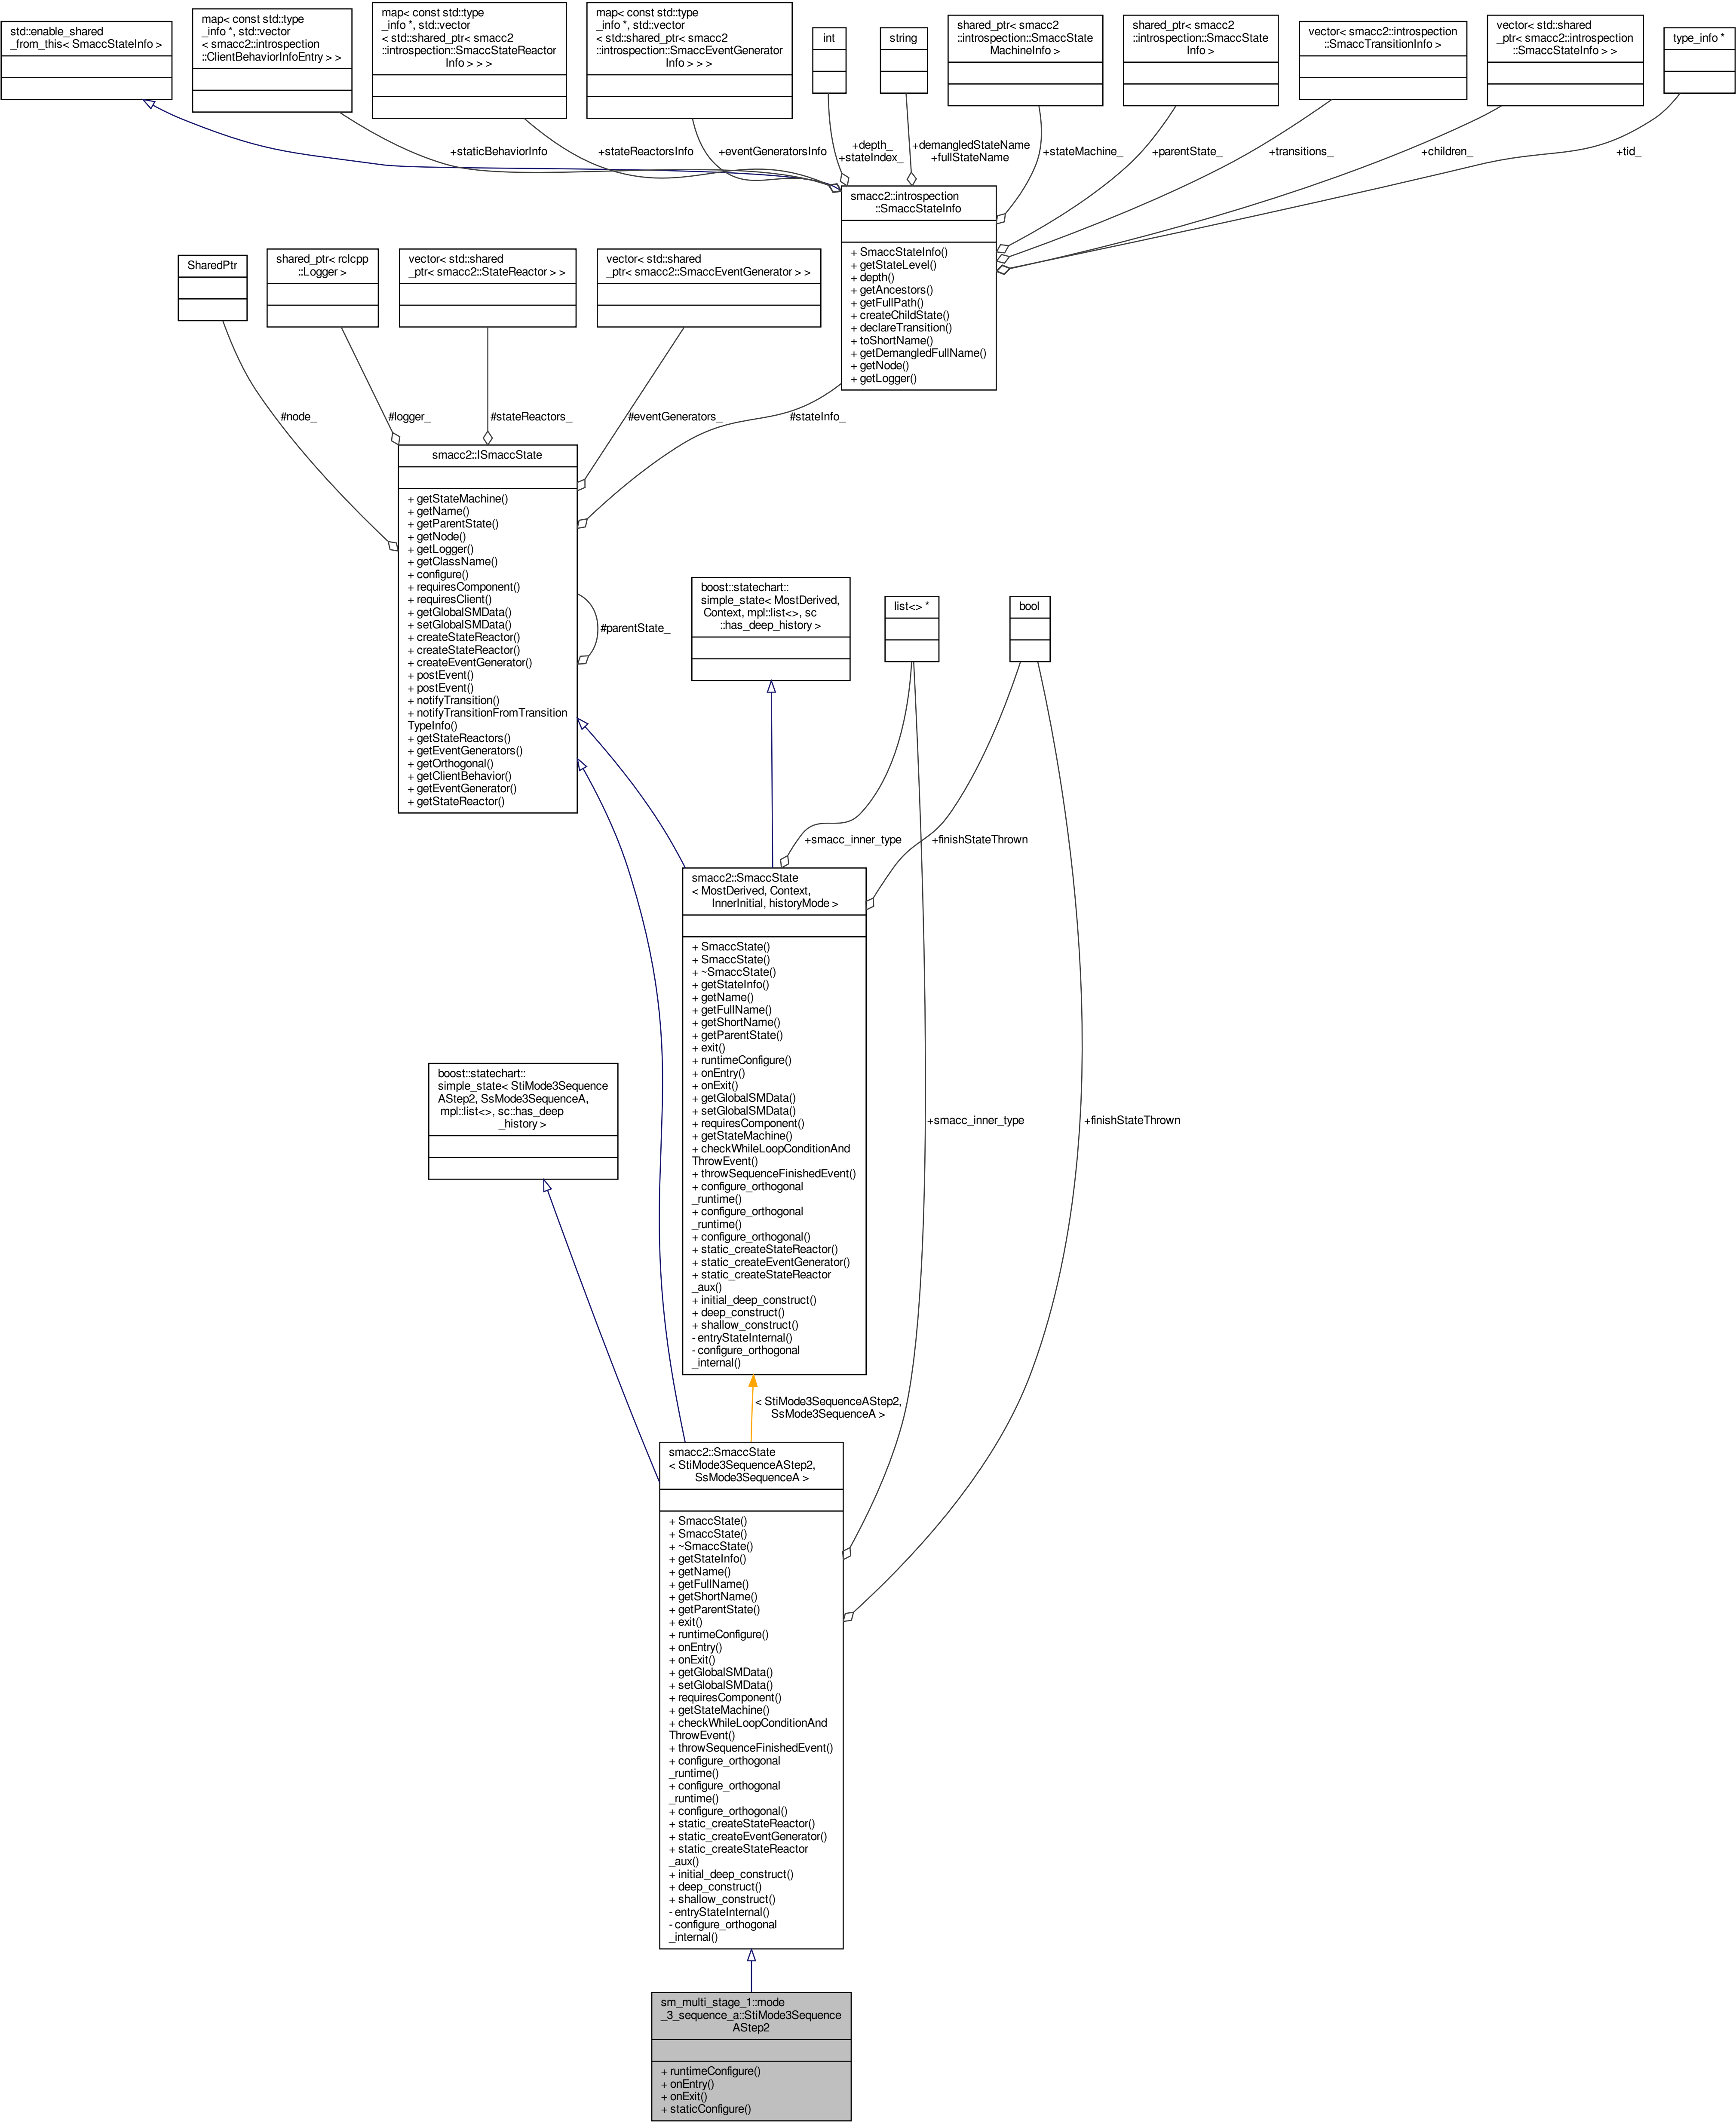 std::enable_shared
_from_this< SmaccStateInfo >
map< const std::type
_info *, std::vector
< smacc2::introspection
::ClientBehaviorInfoEntry > >
map< const std::type
_info *, std::vector
< std::shared_ptr< smacc2
::introspection::SmaccStateReactor
Info > > >
map< const std::type
_info *, std::vector
< std::shared_ptr< smacc2
::introspection::SmaccEventGenerator
Info > > >
int
string
shared_ptr< smacc2
::introspection::SmaccState
MachineInfo >
shared_ptr< smacc2
::introspection::SmaccState
Info >
vector< smacc2::introspection
::SmaccTransitionInfo >
vector< std::shared
_ptr< smacc2::introspection
::SmaccStateInfo > >
type_info *
+staticBehaviorInfo
+stateReactorsInfo
+eventGeneratorsInfo
+depth_
+stateIndex_
+demangledStateName
+fullStateName
+stateMachine_
+parentState_
+transitions_
+children_
+tid_
smacc2::introspection
::SmaccStateInfo
+ SmaccStateInfo()
+ getStateLevel()
+ depth()
+ getAncestors()
+ getFullPath()
+ createChildState()
+ declareTransition()
+ toShortName()
+ getDemangledFullName()
+ getNode()
+ getLogger()
SharedPtr
shared_ptr< rclcpp
::Logger >
vector< std::shared
_ptr< smacc2::StateReactor > >
vector< std::shared
_ptr< smacc2::SmaccEventGenerator > >
#node_
#logger_
#stateReactors_
#eventGenerators_
#stateInfo_
smacc2::ISmaccState
+ getStateMachine()
+ getName()
+ getParentState()
+ getNode()
+ getLogger()
+ getClassName()
+ configure()
+ requiresComponent()
+ requiresClient()
+ getGlobalSMData()
+ setGlobalSMData()
+ createStateReactor()
+ createStateReactor()
+ createEventGenerator()
+ postEvent()
+ postEvent()
+ notifyTransition()
+ notifyTransitionFromTransition
TypeInfo()
+ getStateReactors()
+ getEventGenerators()
+ getOrthogonal()
+ getClientBehavior()
+ getEventGenerator()
+ getStateReactor()
#parentState_
boost::statechart::
simple_state< MostDerived,
Context, mpl::list<>, sc
::has_deep_history >
list<> *
bool
+smacc_inner_type
+finishStateThrown
smacc2::SmaccState
< MostDerived, Context,
InnerInitial, historyMode >
+ SmaccState()
+ SmaccState()
+ ~SmaccState()
+ getStateInfo()
+ getName()
+ getFullName()
+ getShortName()
+ getParentState()
+ exit()
+ runtimeConfigure()
+ onEntry()
+ onExit()
+ getGlobalSMData()
+ setGlobalSMData()
+ requiresComponent()
+ getStateMachine()
+ checkWhileLoopConditionAnd
ThrowEvent()
+ throwSequenceFinishedEvent()
+ configure_orthogonal
_runtime()
+ configure_orthogonal
_runtime()
+ configure_orthogonal()
+ static_createStateReactor()
+ static_createEventGenerator()
+ static_createStateReactor
_aux()
+ initial_deep_construct()
+ deep_construct()
+ shallow_construct()
- entryStateInternal()
- configure_orthogonal
_internal()
boost::statechart::
simple_state< StiMode3Sequence
AStep2, SsMode3SequenceA,
mpl::list<>, sc::has_deep
_history >
+smacc_inner_type
+finishStateThrown
< StiMode3SequenceAStep2,
SsMode3SequenceA >
smacc2::SmaccState
< StiMode3SequenceAStep2,
SsMode3SequenceA >
+ SmaccState()
+ SmaccState()
+ ~SmaccState()
+ getStateInfo()
+ getName()
+ getFullName()
+ getShortName()
+ getParentState()
+ exit()
+ runtimeConfigure()
+ onEntry()
+ onExit()
+ getGlobalSMData()
+ setGlobalSMData()
+ requiresComponent()
+ getStateMachine()
+ checkWhileLoopConditionAnd
ThrowEvent()
+ throwSequenceFinishedEvent()
+ configure_orthogonal
_runtime()
+ configure_orthogonal
_runtime()
+ configure_orthogonal()
+ static_createStateReactor()
+ static_createEventGenerator()
+ static_createStateReactor
_aux()
+ initial_deep_construct()
+ deep_construct()
+ shallow_construct()
- entryStateInternal()
- configure_orthogonal
_internal()
sm_multi_stage_1::mode
_3_sequence_a::StiMode3Sequence
AStep2
+ runtimeConfigure()
+ onEntry()
+ onExit()
+ staticConfigure()